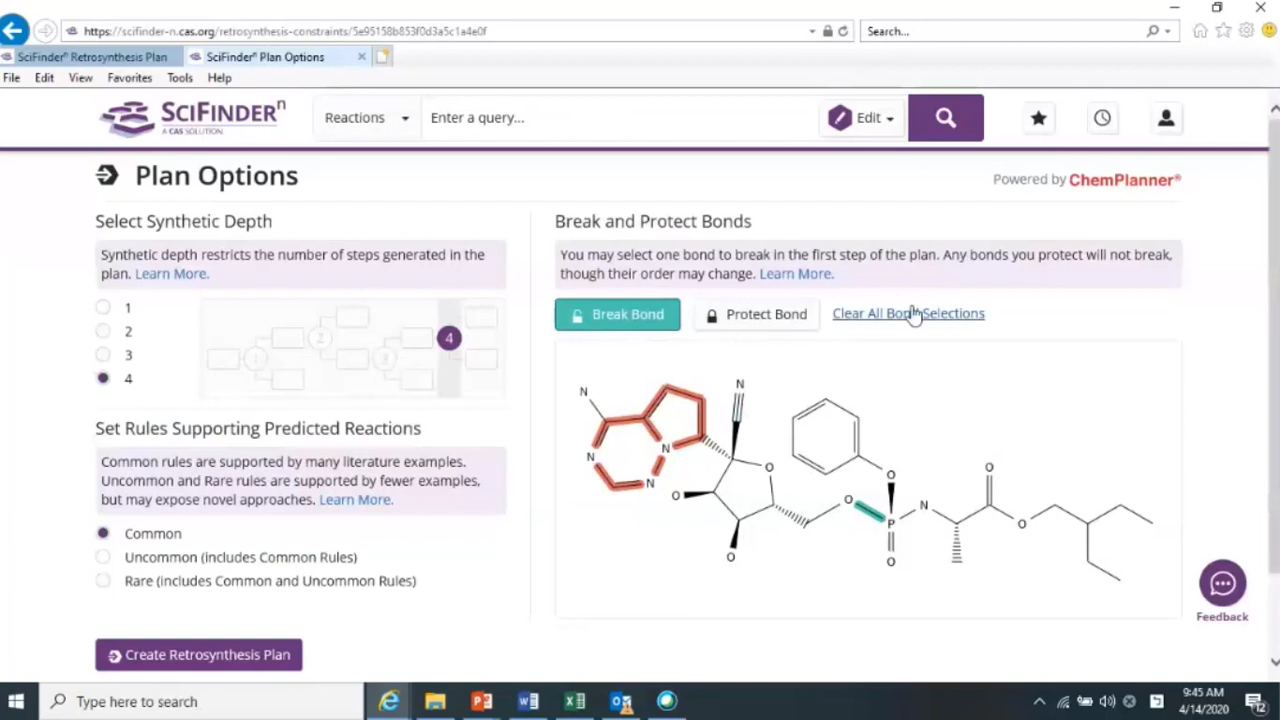 https://scifinder-n.cas.org/retrosynthesis-constraints/5e95158b853f0d3a5c1a4e0f
Search...
SciFinder® Retrosynthesis Plan
SciFinder® Plan Options
File Edit View Favorites Tools Help
SCIFINDERⁿ
A CAS SOLUTION
Reactions
Enter a query...
Edit
Plan Options
Powered by ChemPlanner®
Select Synthetic Depth
Synthetic depth restricts the number of steps generated in the
plan. Learn More.
1
2
3
4
1 2 3 4
Set Rules Supporting Predicted Reactions
Common rules are supported by many literature examples.
Uncommon and Rare rules are supported by fewer examples,
but may expose novel approaches. Learn More.
Common
Uncommon (includes Common Rules)
Rare (includes Common and Uncommon Rules)
Create Retrosynthesis Plan
Break and Protect Bonds
You may select one bond to break in the first step of the plan. Any bonds you protect will not break,
though their order may change. Learn More.
Break Bond
Protect Bond
Clear All Bond Selections
N
N
N
N
N
O
O
O
O
O
P
O
N
O
O
Feedback
Type here to search
9:45 AM
4/14/2020
12